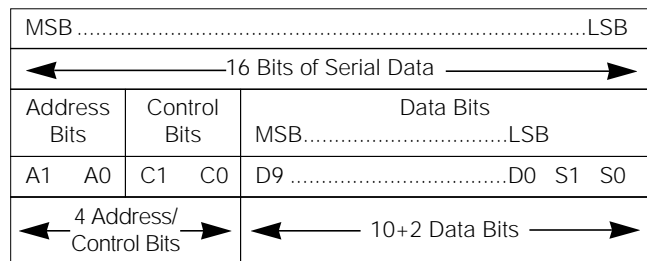 MSB.......................................................................LSB
16 Bits of Serial Data
Address Control Data Bits
Bits Bits MSB................................LSB
A1 A0 C1 C0 D9...................................D0 S1 S0
4 Address/
Control Bits 10+2 Data Bits